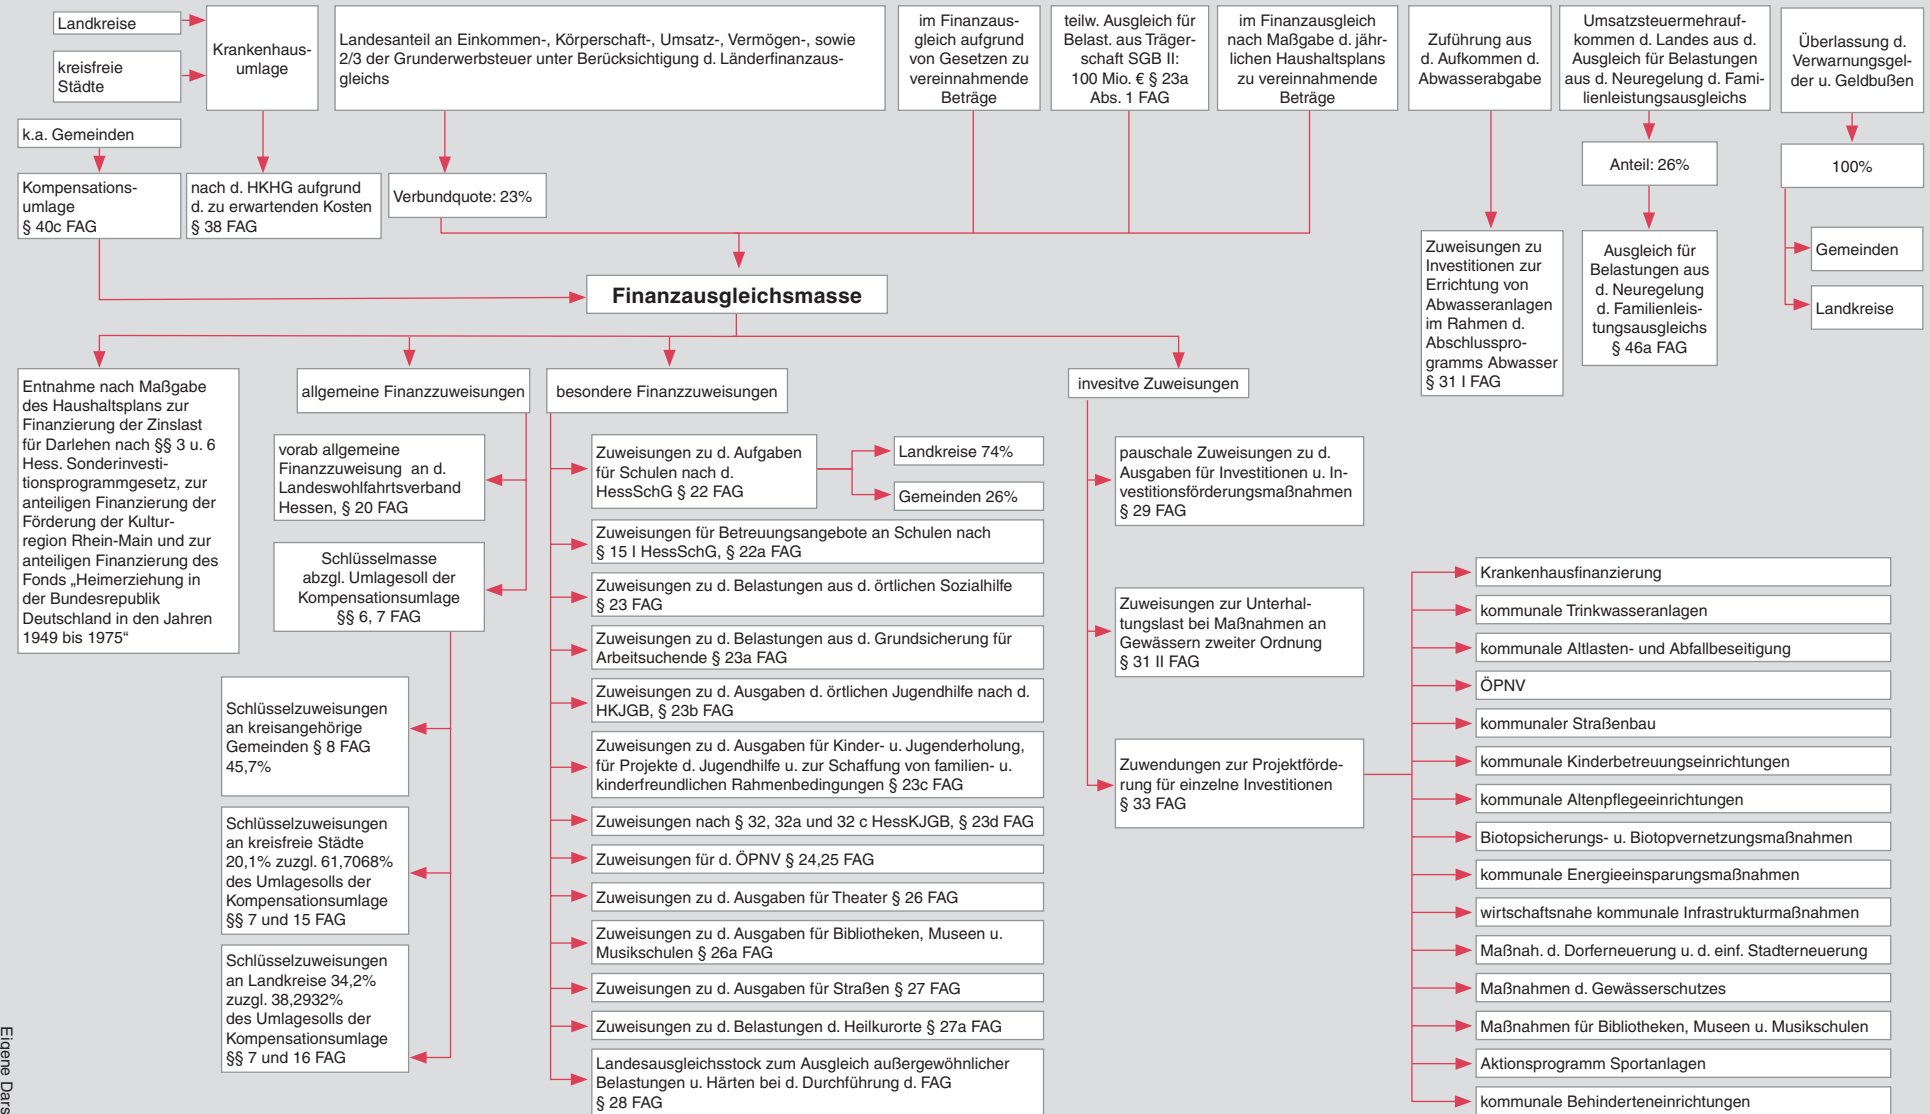 Landkreise
kreisfreie
Städte
Krankenhaus-
umlage
Landesanteil an Einkommen-, Körperschaft-, Umsatz-, Vermögen-, sowie
2/3 der Grunderwerbsteuer unter Berücksichtigung d. Länderfinanzaus-
gleichs
im Finanzaus-
gleich aufgrund
von Gesetzen zu
vereinnahmende
Beträge
teilw. Ausgleich für
Belast. aus Träger-
schaft SGB II:
100 Mio. € § 23a
Abs. 1 FAG
im Finanzausgleich
nach Maßgabe d. jähr-
lichen Haushaltsplans
zu vereinnahmende
Beträge
Zuführung aus
d. Aufkommen d.
Abwasserabgabe
Umsatzsteuermehrauf-
kommen d. Landes aus d.
Ausgleich für Belastungen
aus d. Neuregelung d. Fami-
lienleistungsausgleichs
Überlassung d.
Verwarnungsgel-
der u. Geldbußen
k.a. Gemeinden
Kompensations-
umlage
§ 40c FAG
nach d. HKHG aufgrund
d. zu erwartenden Kosten
§ 38 FAG
Verbundquote: 23%
Anteil: 26%
100%
Zuweisungen zu
Investitionen zur
Errichtung von
Abwasseranlagen
im Rahmen d.
Abschlusspro-
gramms Abwasser
§ 31 I FAG
Ausgleich für
Belastungen aus
d. Neuregelung
d. Familienleis-
tungsausgleichs
§ 46a FAG
Gemeinden
Landkreise
Finanzausgleichsmasse
Entnahme nach Maßgabe
des Haushaltsplans zur
Finanzierung der Zinslast
für Darlehen nach §§ 3 u. 6
Hess. Sonderinvesti-
tionsprogrammgesetz, zur
anteiligen Finanzierung der
Förderung der Kultur-
region Rhein-Main und zur
anteiligen Finanzierung des
Fonds „Heimerziehung in
der Bundesrepublik
Deutschland in den Jahren
1949 bis 1975“
allgemeine Finanzzuweisungen
vorab allgemeine
Finanzzuweisung an d.
Landeswohlfahrtsverband
Hessen, § 20 FAG
Schlüsselmasse
abzgl. Umlagesoll der
Kompensationsumlage
§§ 6, 7 FAG
Schlüsselzuweisungen
an kreisangehörige
Gemeinden § 8 FAG
45,7%
Schlüsselzuweisungen
an kreisfreie Städte
20,1% zuzgl. 61,7068%
des Umlagesolls der
Kompensationsumlage
§§ 7 und 15 FAG
Schlüsselzuweisungen
an Landkreise 34,2%
zuzgl. 38,2932%
des Umlagesolls der
Kompensationsumlage
§§ 7 und 16 FAG
besondere Finanzzuweisungen
Zuweisungen zu d. Aufgaben
für Schulen nach d.
HessSchG § 22 FAG
Landkreise 74%
Gemeinden 26%
Zuweisungen für Betreuungsangebote an Schulen nach
§ 15 I HessSchG, § 22a FAG
Zuweisungen zu d. Belastungen aus d. örtlichen Sozialhilfe
§ 23 FAG
Zuweisungen zu d. Belastungen aus d. Grundsicherung für
Arbeitsuchende § 23a FAG
Zuweisungen zu d. Ausgaben d. örtlichen Jugendhilfe nach d.
HKJGB, § 23b FAG
Zuweisungen zu d. Ausgaben für Kinder- u. Jugenderholung,
für Projekte d. Jugendhilfe u. zur Schaffung von familien- u.
kinderfreundlichen Rahmenbedingungen § 23c FAG
Zuweisungen nach § 32, 32a und 32 c HessKJGB, § 23d FAG
Zuweisungen für d. ÖPNV § 24,25 FAG
Zuweisungen zu d. Ausgaben für Theater § 26 FAG
Zuweisungen zu d. Ausgaben für Bibliotheken, Museen u.
Musikschulen § 26a FAG
Zuweisungen zu d. Ausgaben für Straßen § 27 FAG
Zuweisungen zu d. Belastungen d. Heilkurorte § 27a FAG
Landesausgleichsstock zum Ausgleich außergewöhnlicher
Belastungen u. Härten bei d. Durchführung d. FAG
§ 28 FAG
invesitve Zuweisungen
pauschale Zuweisungen zu d.
Ausgaben für Investitionen u. In-
vestitionsförderungsmaßnahmen
§ 29 FAG
Zuweisungen zur Unterhal-
tungslast bei Maßnahmen an
Gewässern zweiter Ordnung
§ 31 II FAG
Zuwendungen zur Projektförde-
rung für einzelne Investitionen
§ 33 FAG
Krankenhausfinanzierung
kommunale Trinkwasseranlagen
kommunale Altlasten- und Abfallbeseitigung
ÖPNV
kommunaler Straßenbau
kommunale Kinderbetreuungseinrichtungen
kommunale Altenpflegeeinrichtungen
Biotopsicherungs- u. Biotopvernetzungsmaßnahmen
kommunale Energieeinsparungsmaßnahmen
wirtschaftsnahe kommunale Infrastrukturmaßnahmen
Maßnah. d. Dorferneuerung u. d. einf. Stadterneuerung
Maßnahmen d. Gewässerschutzes
Maßnahmen für Bibliotheken, Museen u. Musikschulen
Aktionsprogramm Sportanlagen
kommunale Behinderteneinrichtungen
Eigene Dars